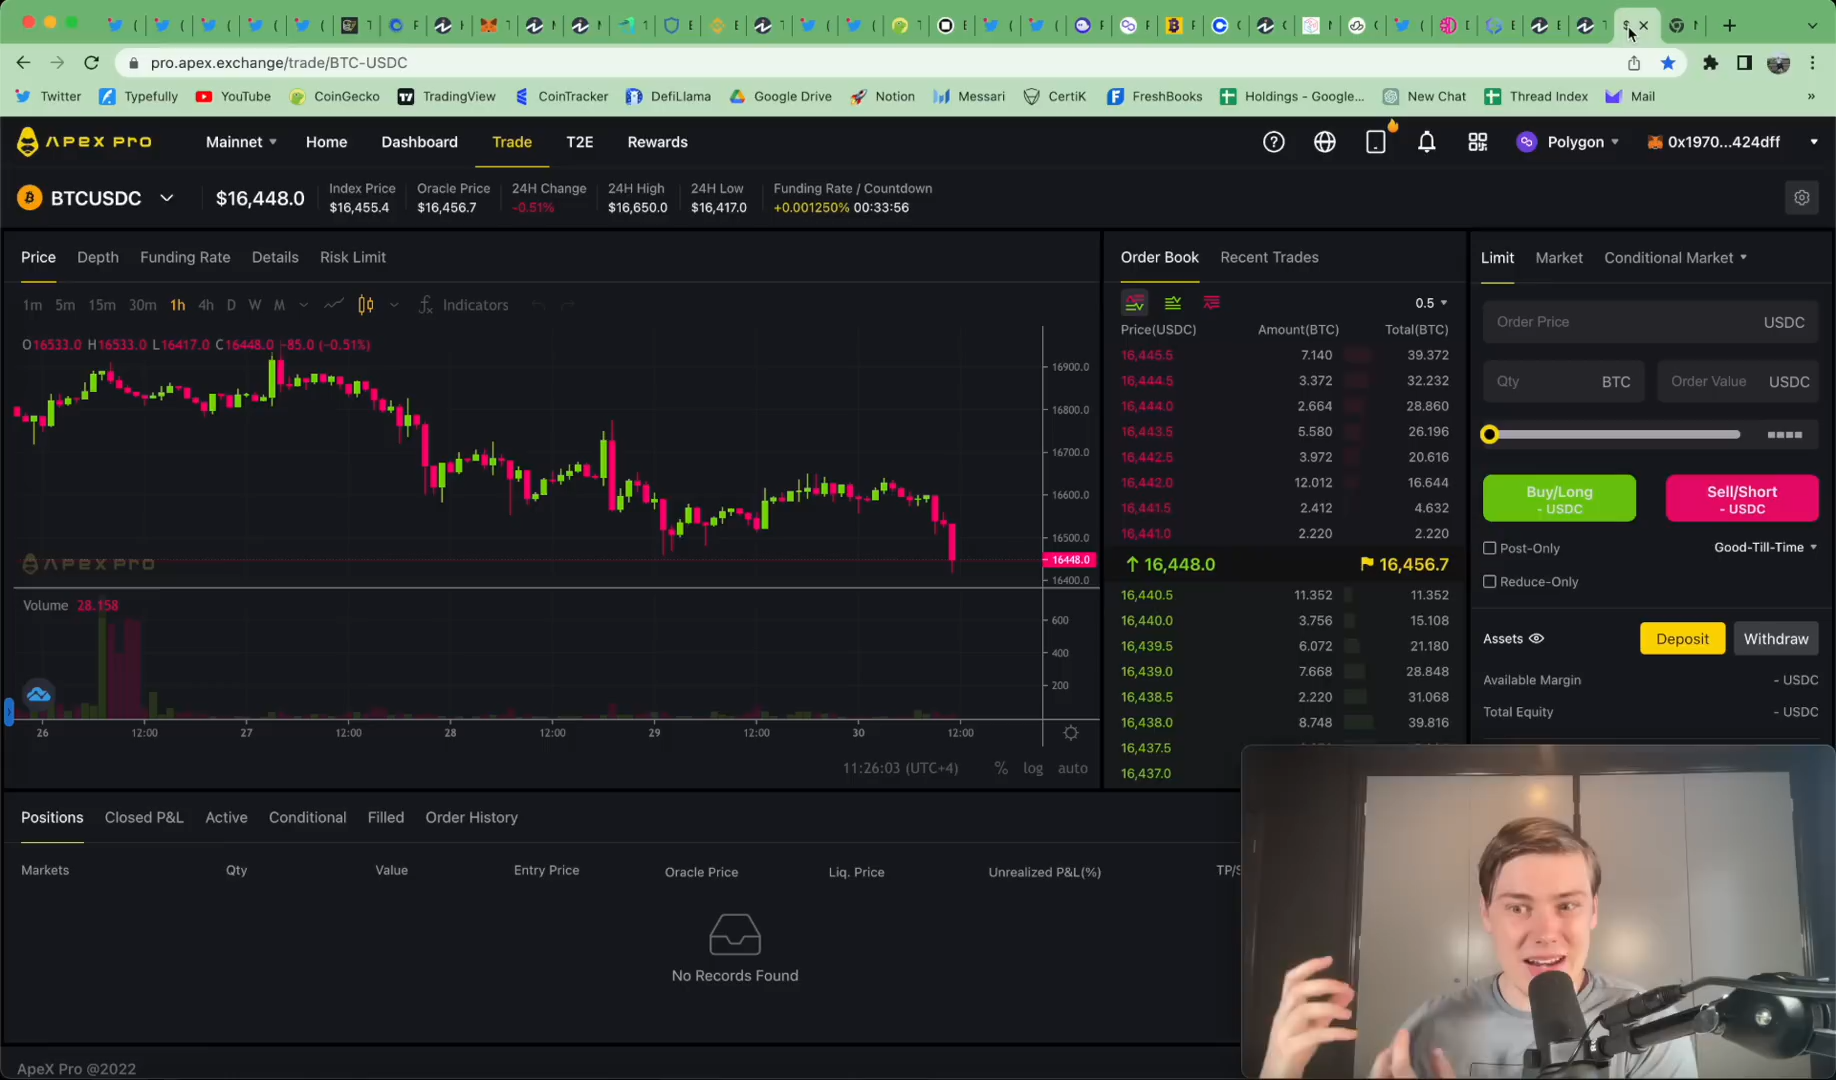 pro.apex.exchange/trade/BTC-USDC
Twitter Typefully YouTube CoinGecko TradingView CoinTracker DefiLlama Google Drive Notion Messari CertiK FreshBooks Holdings - Google... New Chat Thread Index Mail »
APEX PRO Mainnet Home Dashboard Trade T2E Rewards Polygon 0x1970...424dff
BTCUSDC $16,448.0
Index Price $16,455.4
Oracle Price $16,456.7
24H Change -0.51%
24H High $16,650.0
24H Low $16,417.0
Funding Rate / Countdown +0.001250% 00:33:56
Price Depth Funding Rate Details Risk Limit
1m 5m 15m 30m 1h 4h D W M Indicators
O16533.0 H16533.0 L16417.0 C16448.0 -85.0 (-0.51%)
16900.0
16800.0
16700.0
16600.0
16500.0
16448.0
16400.0
APEX PRO
Volume 28.158
600
400
200
26 12:00 27 12:00 28 12:00 29 12:00 30 12:00
11:26:03 (UTC+4) % log auto
Order Book Recent Trades
0.5
Price(USDC) Amount(BTC) Total(BTC)
16,445.5 7.140 39.372
16,444.5 3.372 32.232
16,444.0 2.664 28.860
16,443.5 5.580 26.196
16,442.5 3.972 20.616
16,442.0 12.012 16.644
16,441.5 2.412 4.632
16,441.0 2.220 2.220
16,448.0 16,456.7
16,440.5 11.352 11.352
16,440.0 3.756 15.108
16,439.5 6.072 21.180
16,439.0 7.668 28.848
16,438.5 2.220 31.068
16,438.0 8.748 39.816
16,437.5
16,437.0
Limit Market Conditional Market
Order Price USDC
Qty BTC Order Value USDC
Buy/Long
- USDC
Sell/Short
- USDC
Post-Only Good-Till-Time
Reduce-Only
Assets Deposit Withdraw
Available Margin - USDC
Total Equity - USDC
Positions Closed P&L Active Conditional Filled Order History
Markets Qty Value Entry Price Oracle Price Liq. Price Unrealized P&L(%) TP/S
No Records Found
ApeX Pro @2022